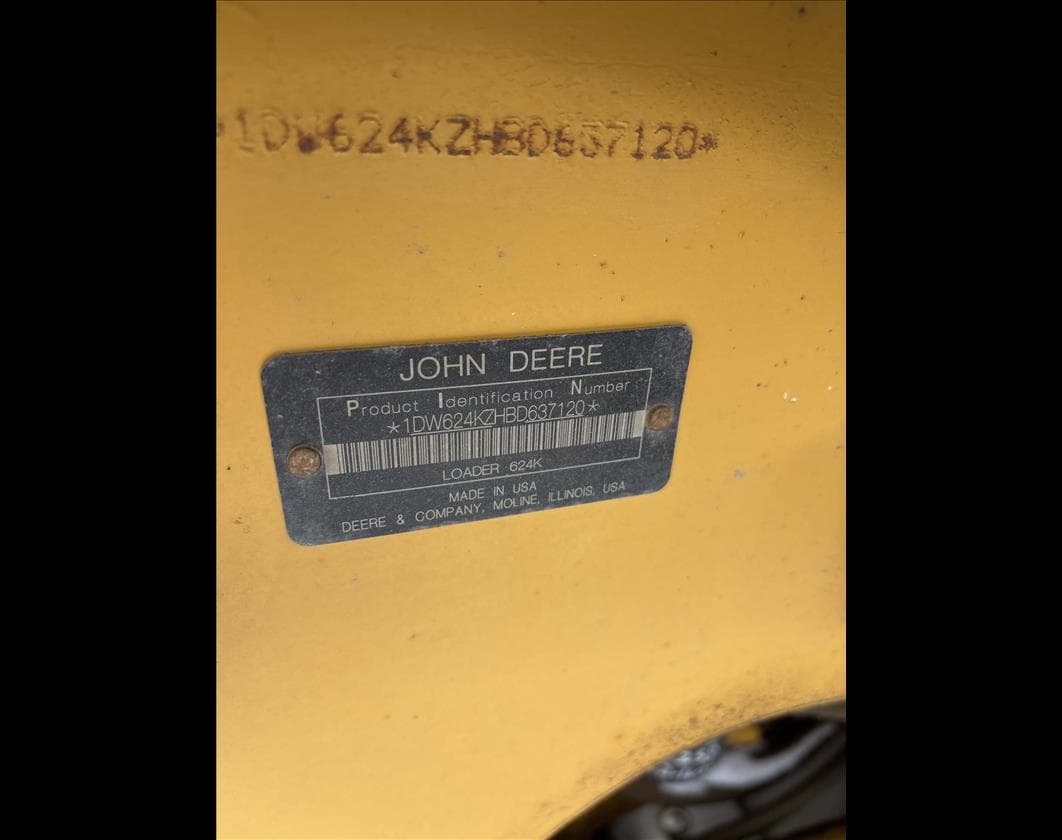 *1DW624KZHBD637120*
JOHN DEERE
Product Identification Number
*1DW624KZHBD637120*
LOADER 624K
MADE IN USA
DEERE & COMPANY, MOLINE, ILLINOIS, USA